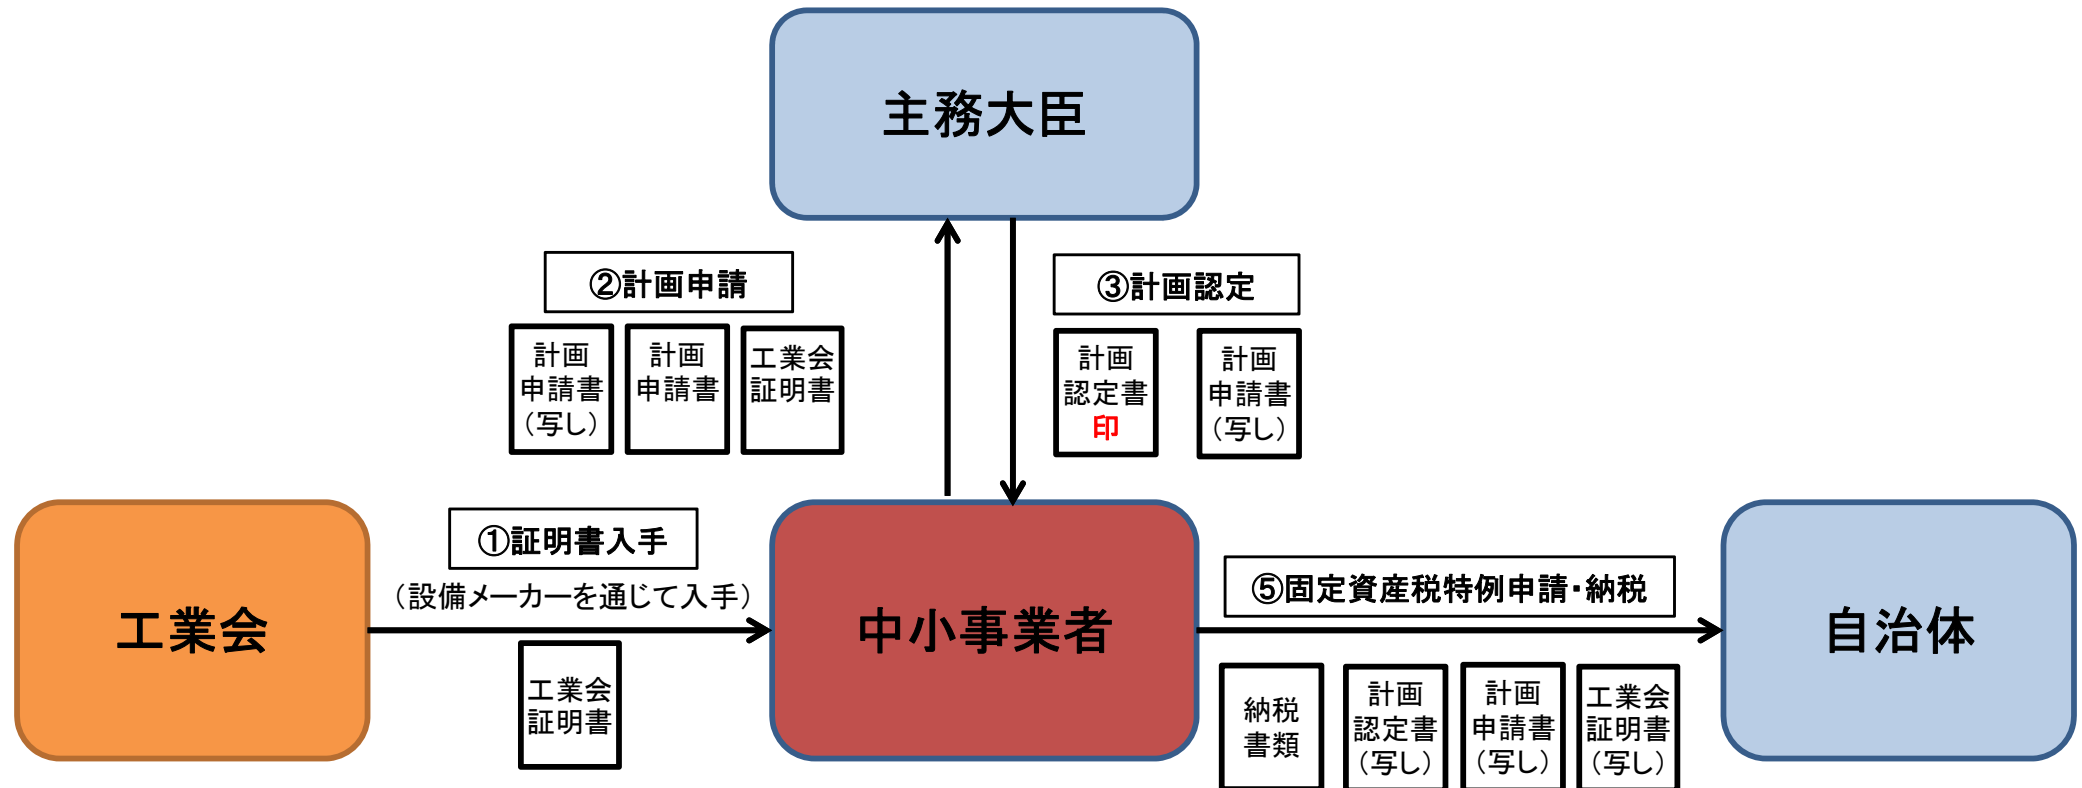 主務大臣
②計画申請
③計画認定
計画
申請書
（写し）
計画
申請書
工業会
証明書
計画
認定書
印
計画
申請書
（写し）
工業会
①証明書入手
（設備メーカーを通じて入手）
工業会
証明書
中小事業者
⑤固定資産税特例申請・納税
納税
書類
計画
認定書
（写し）
計画
申請書
（写し）
工業会
証明書
（写し）
自治体